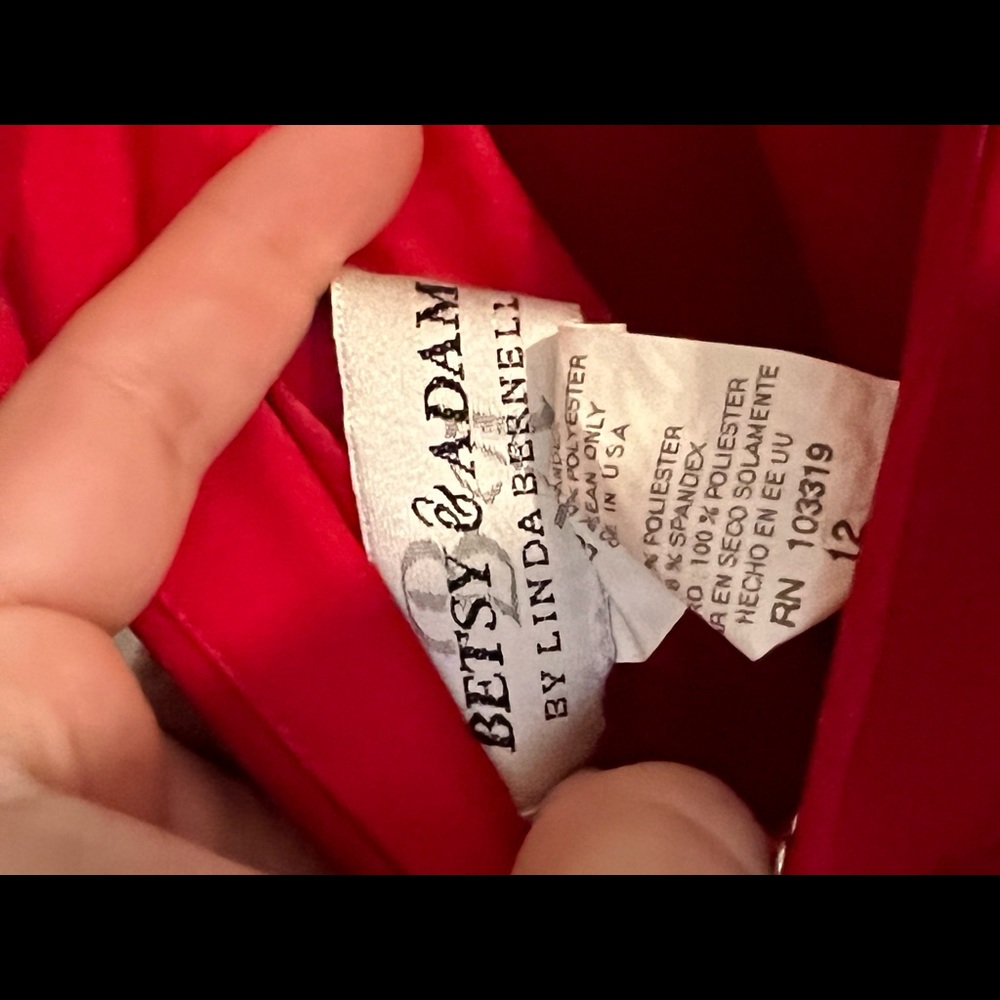 BETSY & ADAM
BY LINDA BERNELL
% POLYESTER
CLEAN ONLY
IN USA
% POLIESTER
8 % SPANDEX
100 % POLIESTER
EN SECO SOLAMENTE
HECHO EN EE UU
RN 103319
12